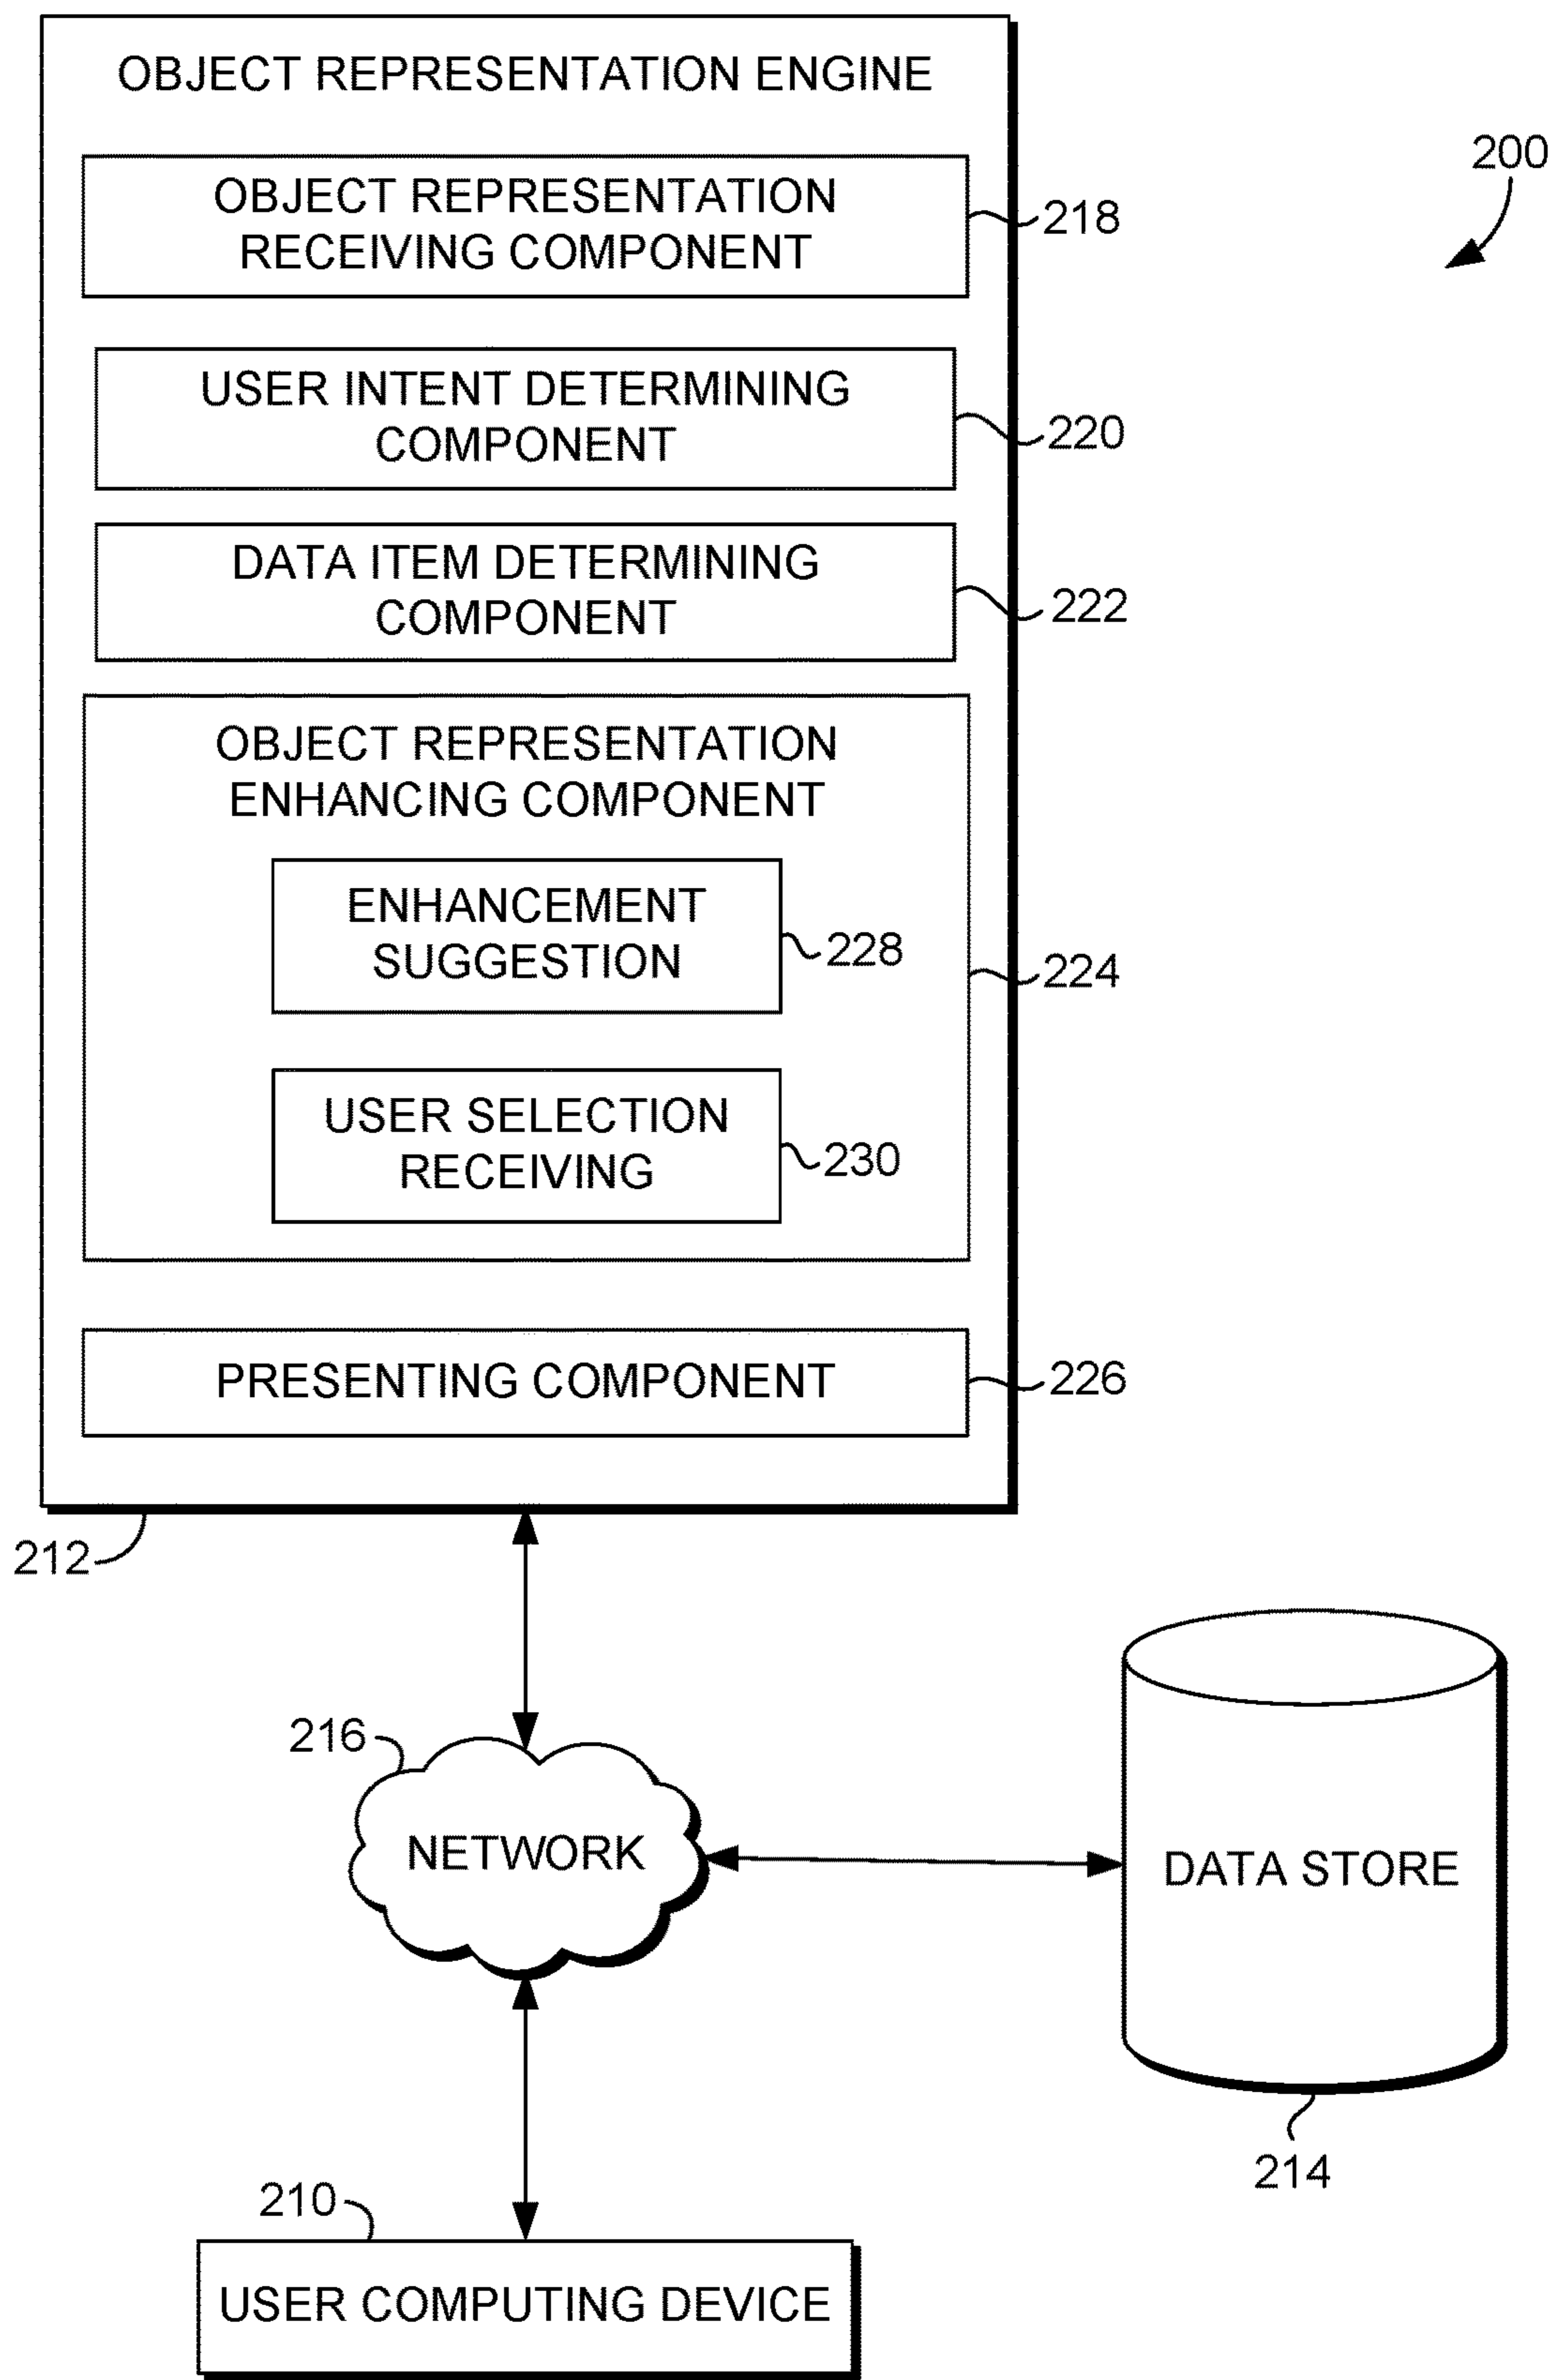 OBJECT REPRESENTATION ENGINE
200
OBJECT REPRESENTATION
RECEIVING COMPONENT
218
USER INTENT DETERMINING
COMPONENT
220
DATA ITEM DETERMINING
COMPONENT
222
OBJECT REPRESENTATION
ENHANCING COMPONENT
ENHANCEMENT
SUGGESTION
228
224
USER SELECTION
RECEIVING
230
PRESENTING COMPONENT
226
212
216
NETWORK
DATA STORE
214
210
USER COMPUTING DEVICE